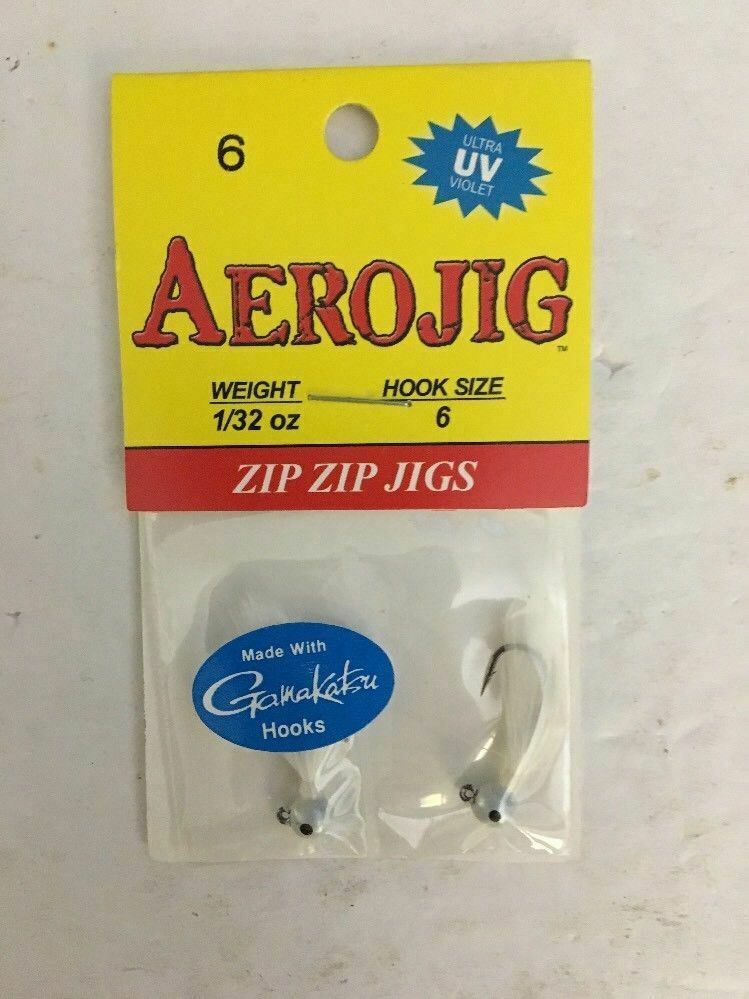 6
ULTRA
UV
VIOLET
AEROJIG
™
WEIGHT HOOK SIZE
1/32 oz 6
ZIP ZIP JIGS
Made With
Gamakatsu
Hooks